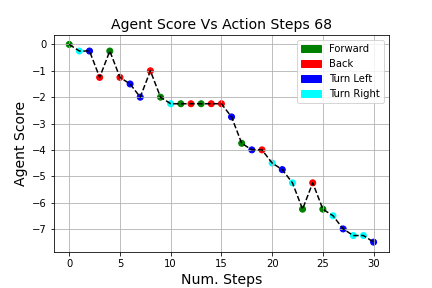 Agent Score Vs Action Steps 68
Forward
Back
Turn Left
Turn Right
Agent Score
0
−1
−2
−3
−4
−5
−6
−7
0 5 10 15 20 25 30
Num. Steps